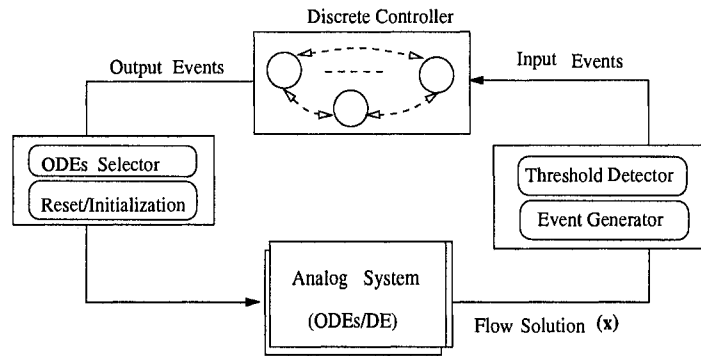 Discrete Controller
Output Events
Input Events
ODEs Selector
Reset/Initialization
Threshold Detector
Event Generator
Analog System
(ODEs/DE)
Flow Solution (x)